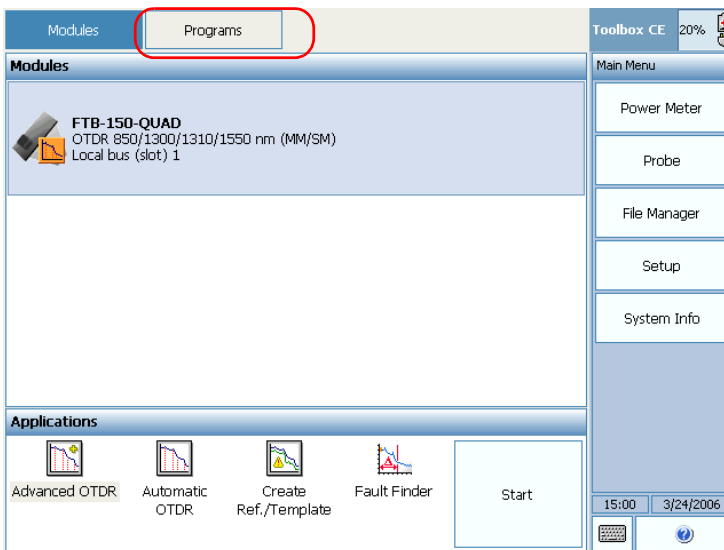 Modules
Programs
Toolbox CE
20%
Modules
Main Menu
FTB-150-QUAD
OTDR 850/1300/1310/1550 nm (MM/SM)
Local bus (slot) 1
Power Meter
Probe
File Manager
Setup
System Info
Applications
Advanced OTDR
Automatic
OTDR
Create
Ref./Template
Fault Finder
Start
15:00
3/24/2006